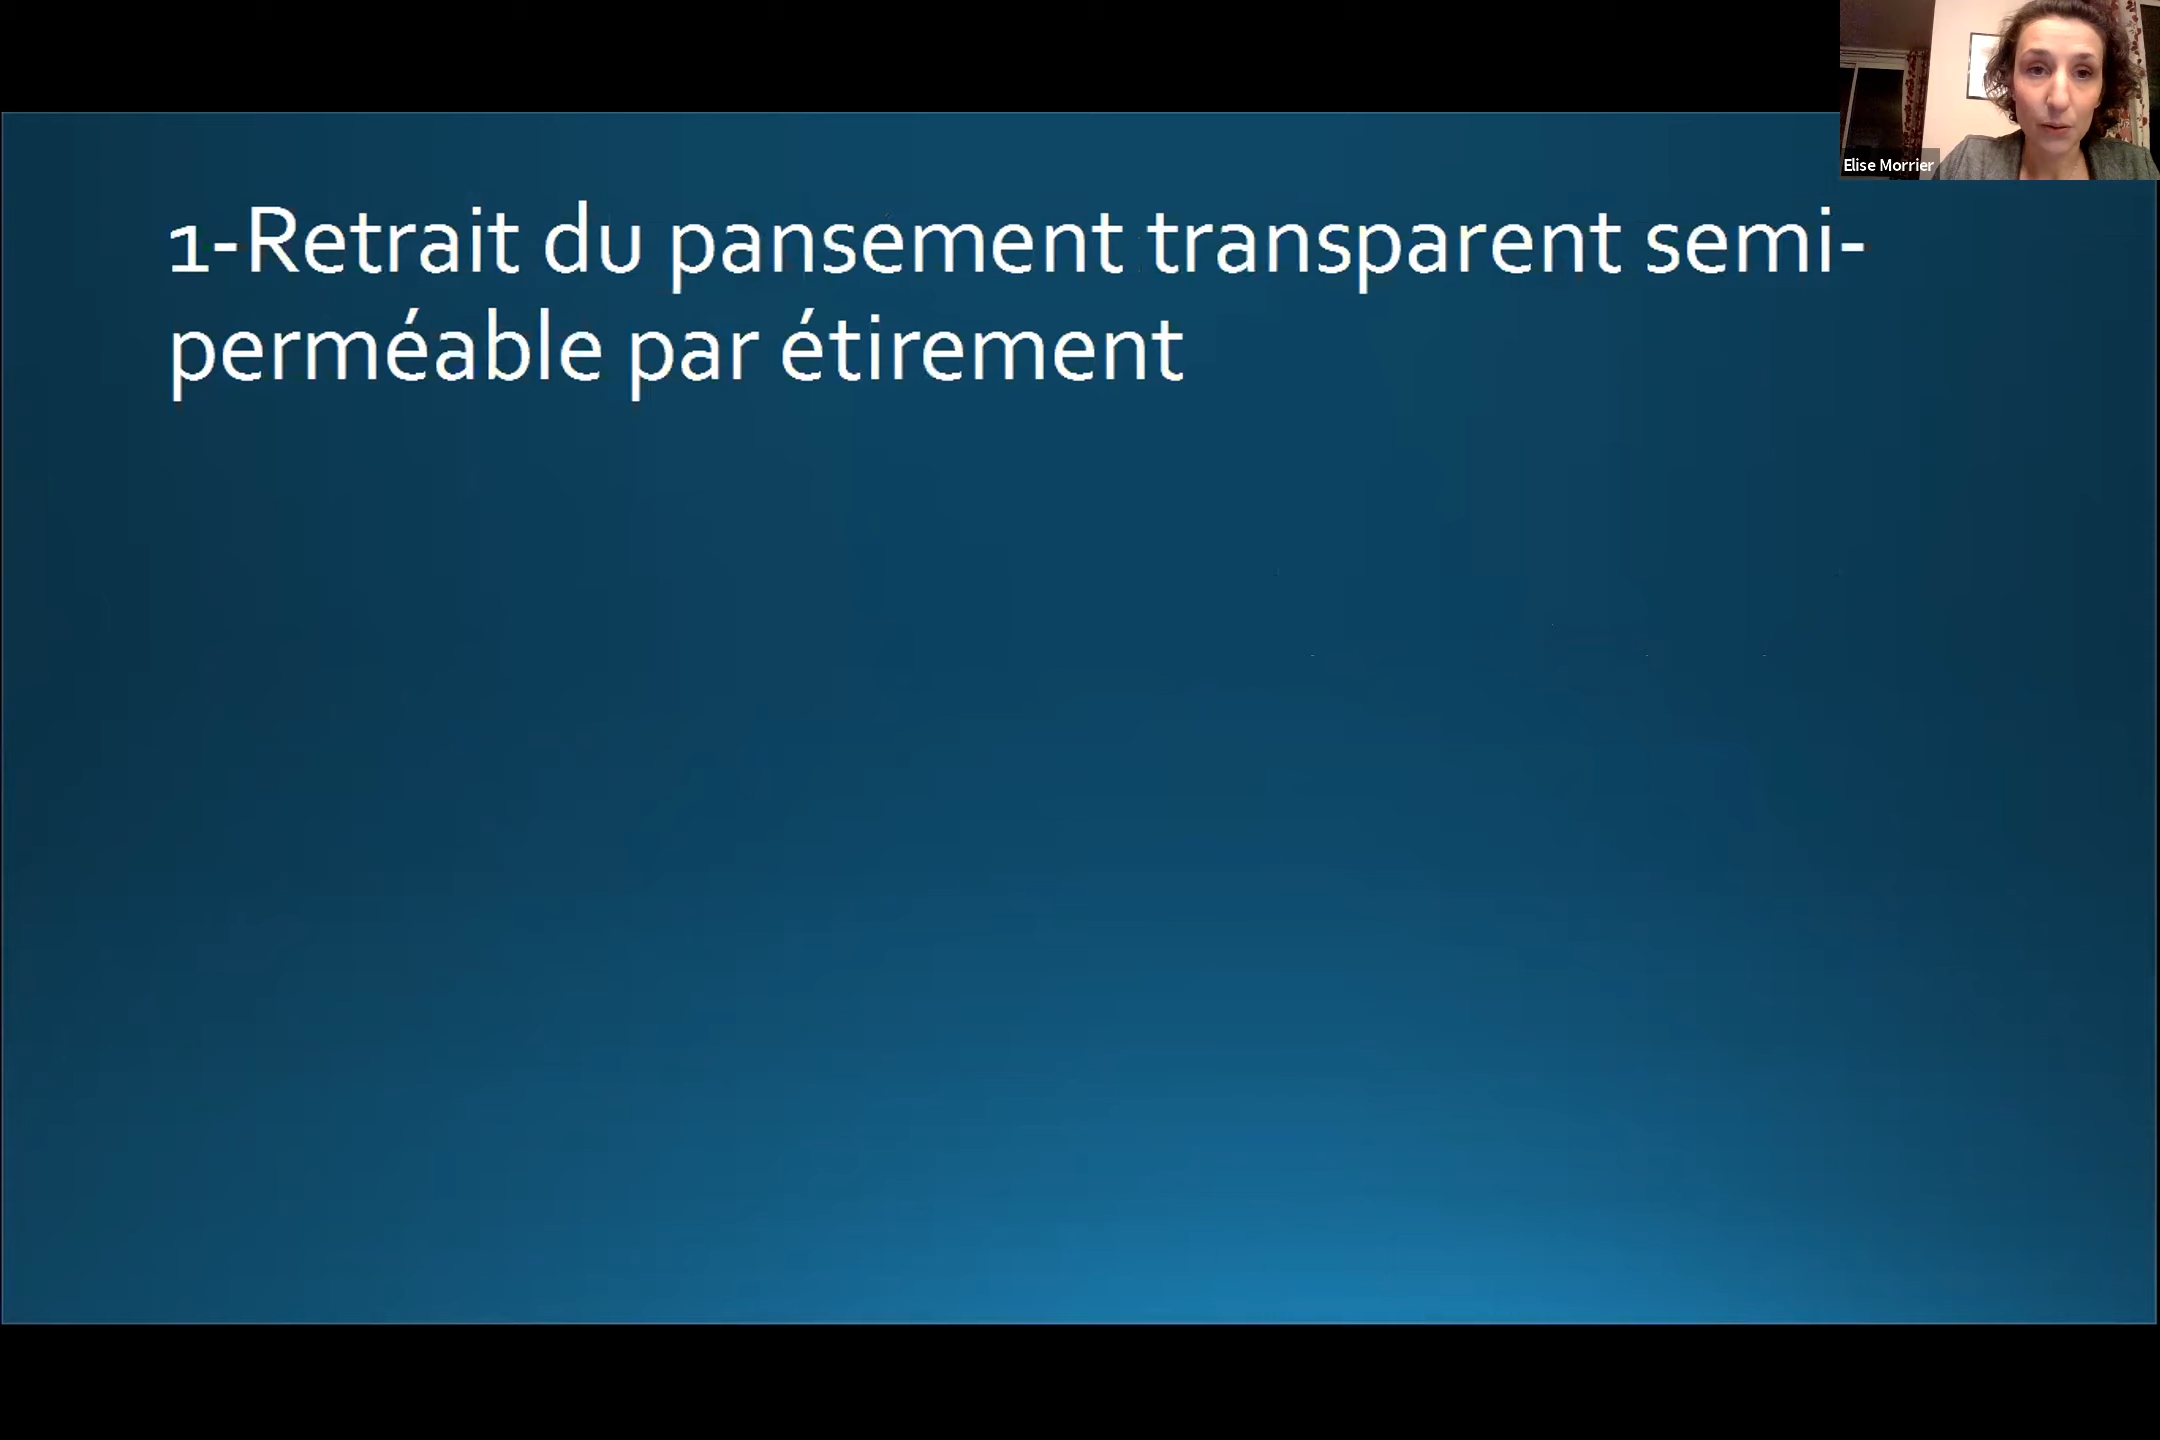 Elise Morrier
1-Retrait du pansement transparent semi-
perméable par étirement